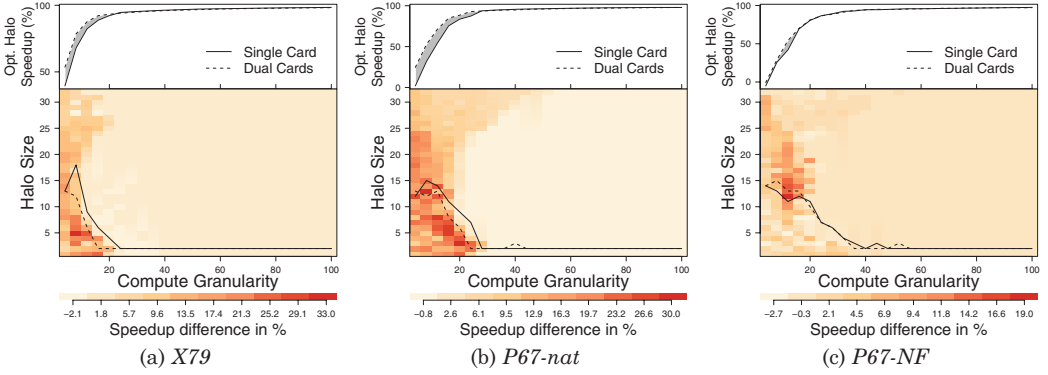 Opt. Halo
Speedup (%)
100
50
Single Card
Dual Cards
Halo Size
30
25
20
15
10
5
20 40 60 80 100
Compute Granularity
−2.1 1.8 5.7 9.6 13.5 17.4 21.3 25.2 29.1 33.0
Speedup difference in %
(a) X79
Opt. Halo
Speedup (%)
100
50
0
Single Card
Dual Cards
Halo Size
30
25
20
15
10
5
20 40 60 80 100
Compute Granularity
−0.8 2.6 6.1 9.5 12.9 16.3 19.7 23.2 26.6 30.0
Speedup difference in %
(b) P67-nat
Opt. Halo
Speedup (%)
100
50
0
Single Card
Dual Cards
Halo Size
30
25
20
15
10
5
20 40 60 80 100
Compute Granularity
−2.7 −0.3 2.1 4.5 6.9 9.4 11.8 14.2 16.6 19.0
Speedup difference in %
(c) P67-NF